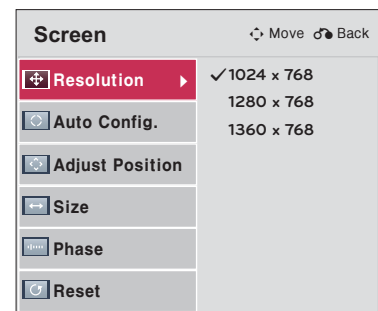 Screen
Move Back
Resolution
Auto Config.
Adjust Position
Size
Phase
Reset
1024 x 768
1280 x 768
1360 x 768